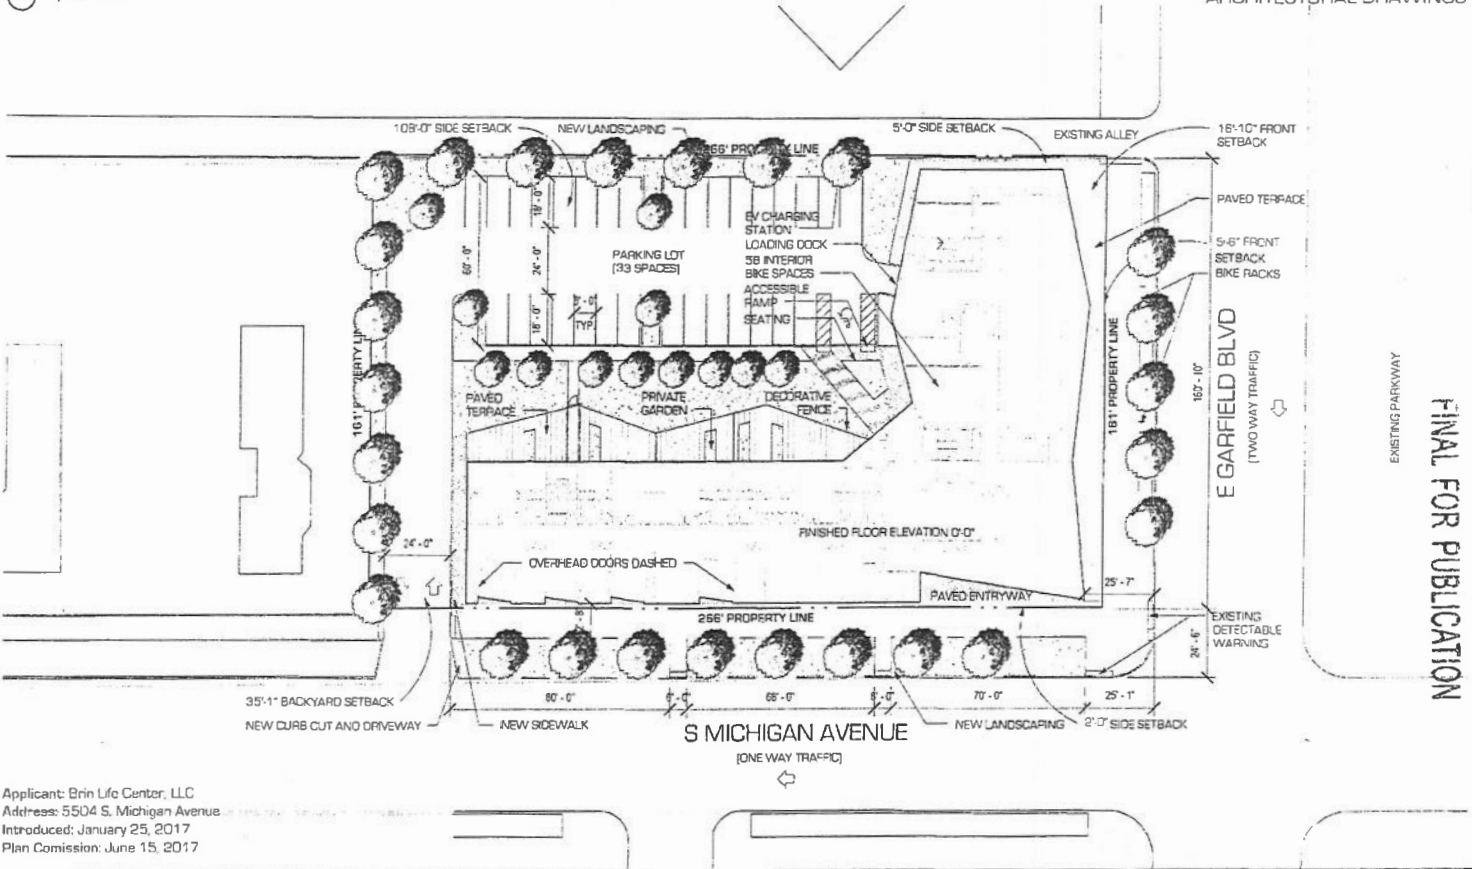 ARCHITECTURAL DRAWINGS
109'-0" SIDE SETBACK
NEW LANDSCAPING
266' PROPERTY LINE
5'-0" SIDE SETBACK
EXISTING ALLEY
16'-10" FRONT
SETBACK
PAVED TERRACE
5'-6" FRONT
SETBACK
BIKE RACKS
EV CHARGING
STATION
LOADING DOCK
58 INTERIOR
BIKE SPACES
ACCESSIBLE
RAMP
SEATING
PARKING LOT
(33 SPACES)
18'-0"
60'-0"
24'-0"
18'-0"
TYP.
161' PROPERTY LINE
161' PROPERTY LINE
160'-10"
E GARFIELD BLVD
(TWO WAY TRAFFIC)
EXISTING PARKWAY
FINAL FOR PUBLICATION
PAVED
TERRACE
PRIVATE
GARDEN
DECORATIVE
FENCE
FINISHED FLOOR ELEVATION 0'-0"
24'-0"
OVERHEAD DOORS DASHED
PAVED ENTRYWAY
25'-7"
266' PROPERTY LINE
EXISTING
DETECTABLE
WARNING
24'-6"
35'-1" BACKYARD SETBACK
NEW CURB CUT AND DRIVEWAY
NEW SIDEWALK
80'-0"
6'-0"
68'-0"
6'-0"
70'-0"
25'-1"
NEW LANDSCAPING
2'-0" SIDE SETBACK
S MICHIGAN AVENUE
(ONE WAY TRAFFIC)
Applicant: Brin Life Center, LLC
Address: 5504 S. Michigan Avenue
Introduced: January 25, 2017
Plan Comission: June 15, 2017